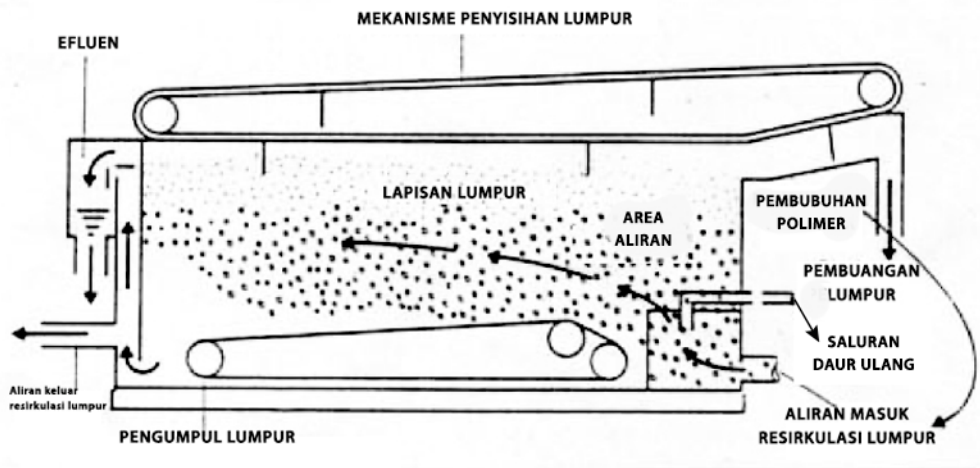 MEKANISME PENYISIHAN LUMPUR
EFLUEN
LAPISAN LUMPUR
AREA
ALIRAN
PEMBUBUHAN
POLIMER
PEMBUANGAN
LUMPUR
SALURAN
DAUR ULANG
Aliran keluar
resirkulasi lumpur
ALIRAN MASUK
RESIRKULASI LUMPUR
PENGUMPUL LUMPUR